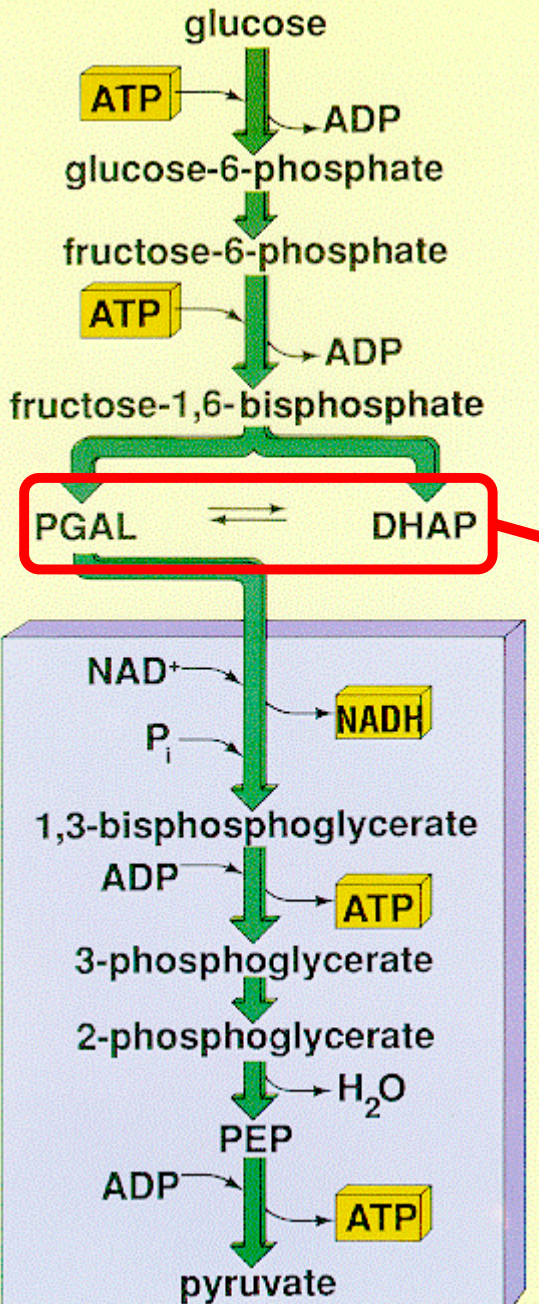 glucose
ATP
ADP
glucose-6-phosphate
fructose-6-phosphate
ATP
ADP
fructose-1,6-bisphosphate
PGAL DHAP
NAD⁺
NADH
Pᵢ
1,3-bisphosphoglycerate
ADP
ATP
3-phosphoglycerate
2-phosphoglycerate
H₂O
PEP
ADP
ATP
pyruvate